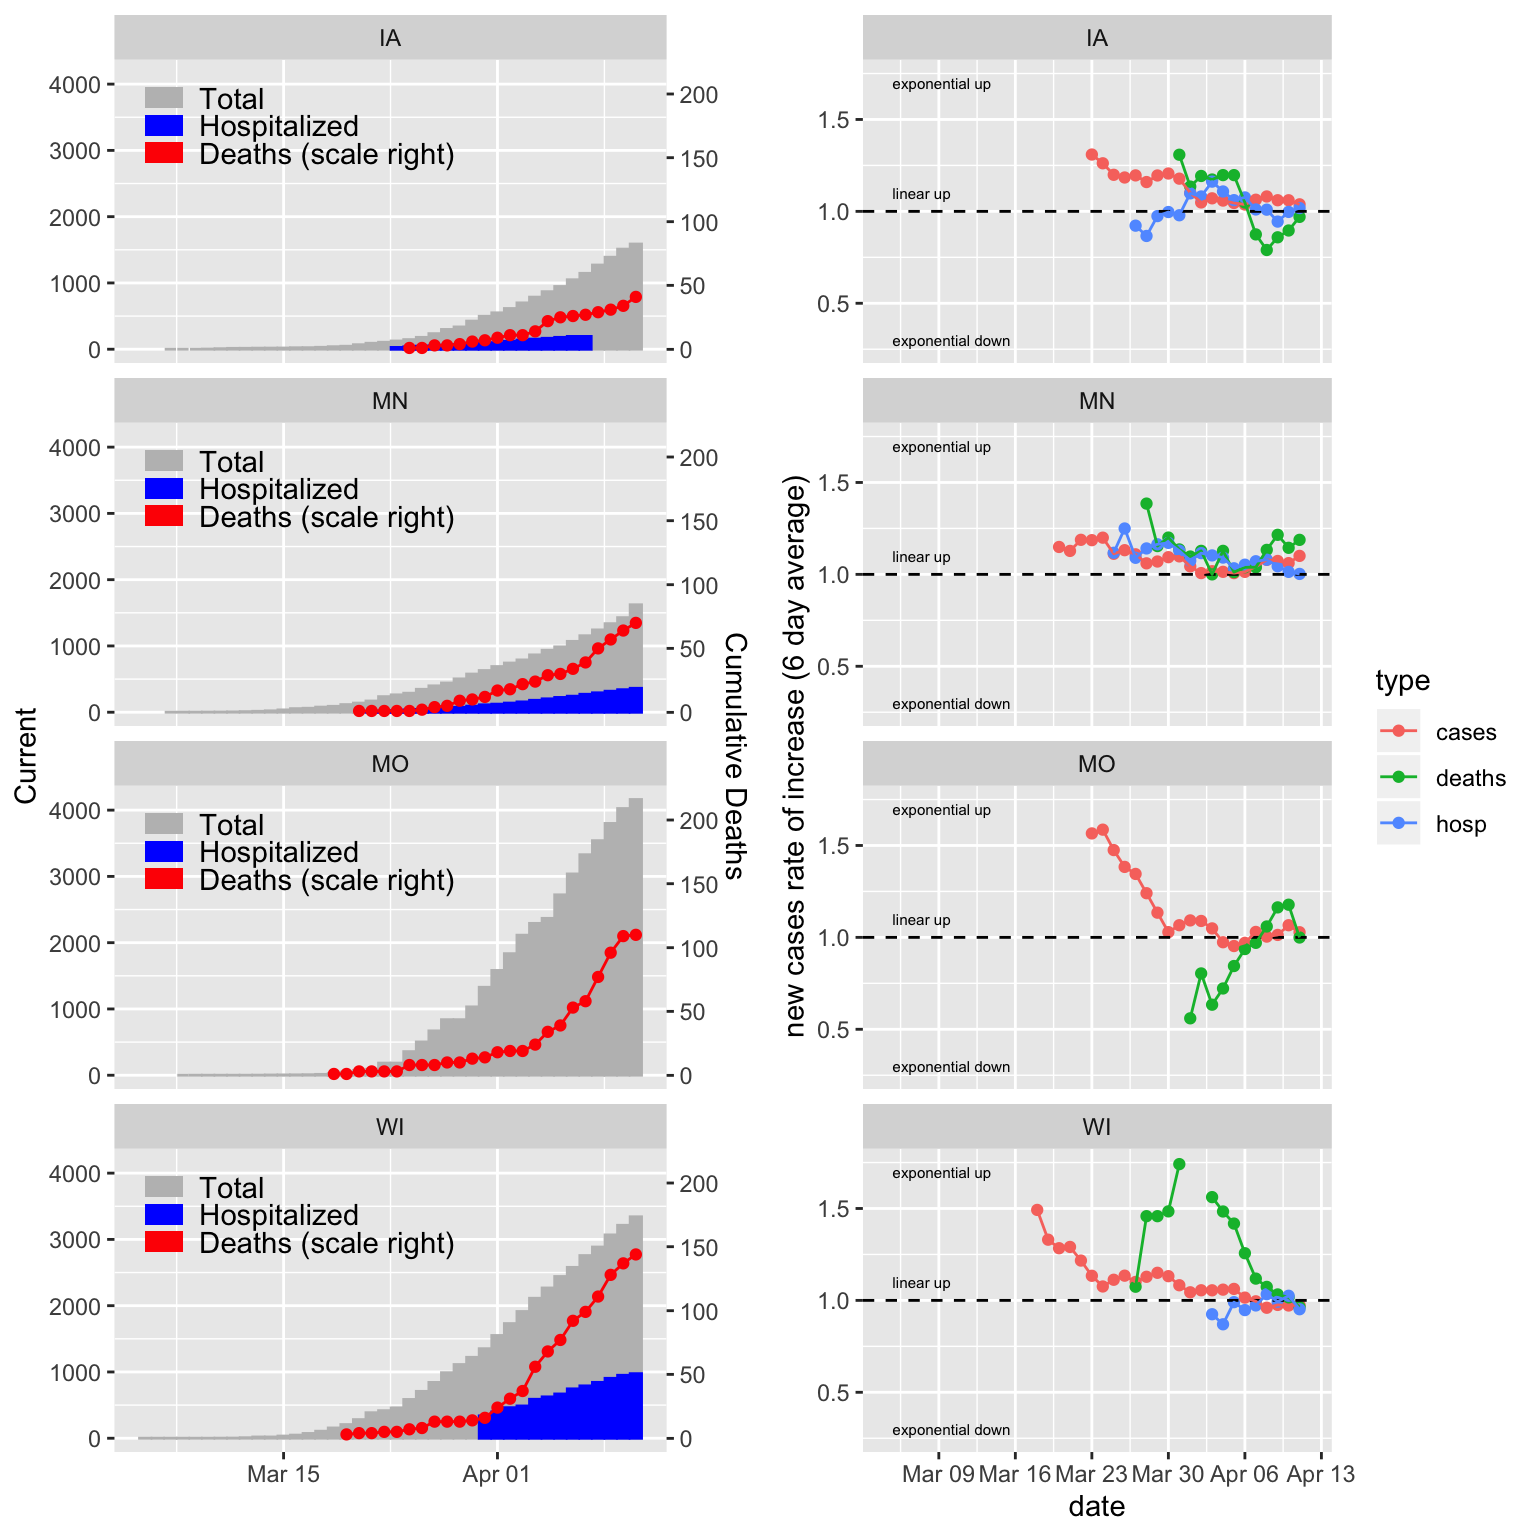 IA
4000
3000
2000
1000
0
Total
Hospitalized
Deaths (scale right)
200
150
100
50
0
MN
4000
3000
2000
1000
0
Total
Hospitalized
Deaths (scale right)
200
150
100
50
0
MO
4000
3000
2000
1000
0
Total
Hospitalized
Deaths (scale right)
200
150
100
50
0
WI
4000
3000
2000
1000
0
Total
Hospitalized
Deaths (scale right)
200
150
100
50
0
Mar 15
Apr 01
Current
Cumulative Deaths
IA
1.5
1.0
0.5
exponential up
linear up
exponential down
MN
1.5
1.0
0.5
exponential up
linear up
exponential down
MO
1.5
1.0
0.5
exponential up
linear up
exponential down
WI
1.5
1.0
0.5
exponential up
linear up
exponential down
Mar 09
Mar 16
Mar 23
Mar 30
Apr 06
Apr 13
date
new cases rate of increase (6 day average)
type
cases
deaths
hosp